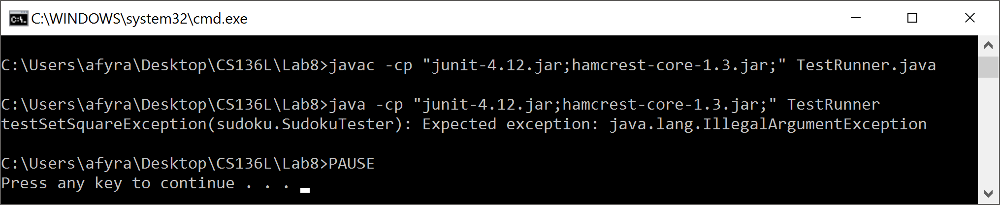 C:\WINDOWS\system32\cmd.exe
C:\Users\afyra\Desktop\CS136L\Lab8>javac -cp "junit-4.12.jar;hamcrest-core-1.3.jar;" TestRunner.java
C:\Users\afyra\Desktop\CS136L\Lab8>java -cp "junit-4.12.jar;hamcrest-core-1.3.jar;" TestRunner
testSetSquareException(sudoku.SudokuTester): Expected exception: java.lang.IllegalArgumentException
C:\Users\afyra\Desktop\CS136L\Lab8>PAUSE
Press any key to continue . . .